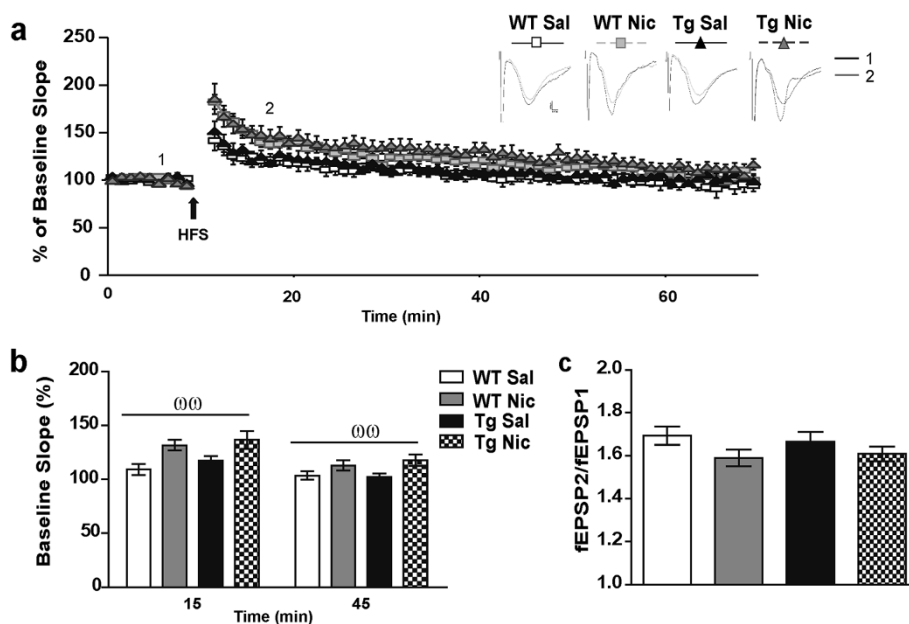 a
WT Sal WT Nic Tg Sal Tg Nic
1
2
250
200
150
100
50
0
% of Baseline Slope
1
2
HFS
20 40 60
Time (min)
b
Baseline Slope (%)
200
150
100
50
0
ωω
ωω
15 45
Time (min)
WT Sal
WT Nic
Tg Sal
Tg Nic
c
fEPSP2/fEPSP1
2.0
1.8
1.6
1.4
1.2
1.0